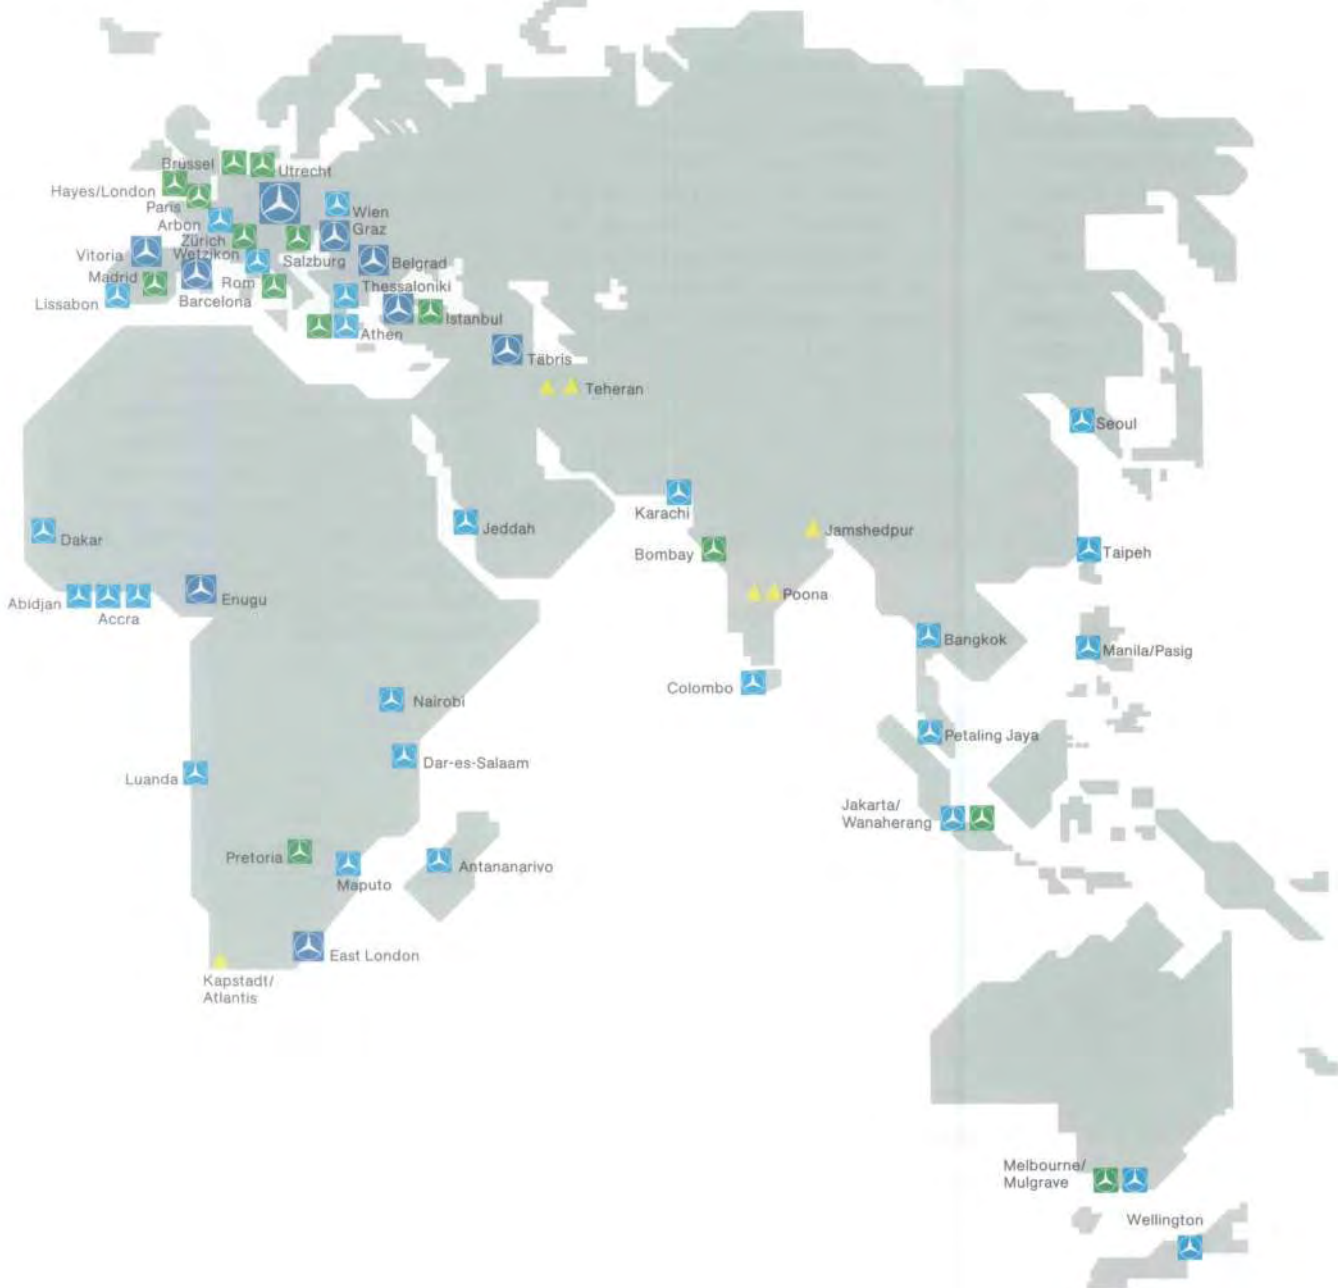 Brüssel
Utrecht
Hayes/London
Paris
Arbon
Wien
Graz
Zürich
Vitoria
Wetzikon
Salzburg
Belgrad
Madrid
Rom
Thessaloniki
Lissabon
Barcelona
Istanbul
Athen
Täbris
Teheran
Seoul
Karachi
Jeddah
Jamshedpur
Dakar
Bombay
Taipeh
Abidjan
Enugu
Poona
Accra
Bangkok
Manila/Pasig
Colombo
Nairobi
Petaling Jaya
Dar-es-Salaam
Luanda
Jakarta/
Wanaherang
Pretoria
Antananarivo
Maputo
East London
Kapstadt/
Atlantis
Melbourne/
Mulgrave
Wellington